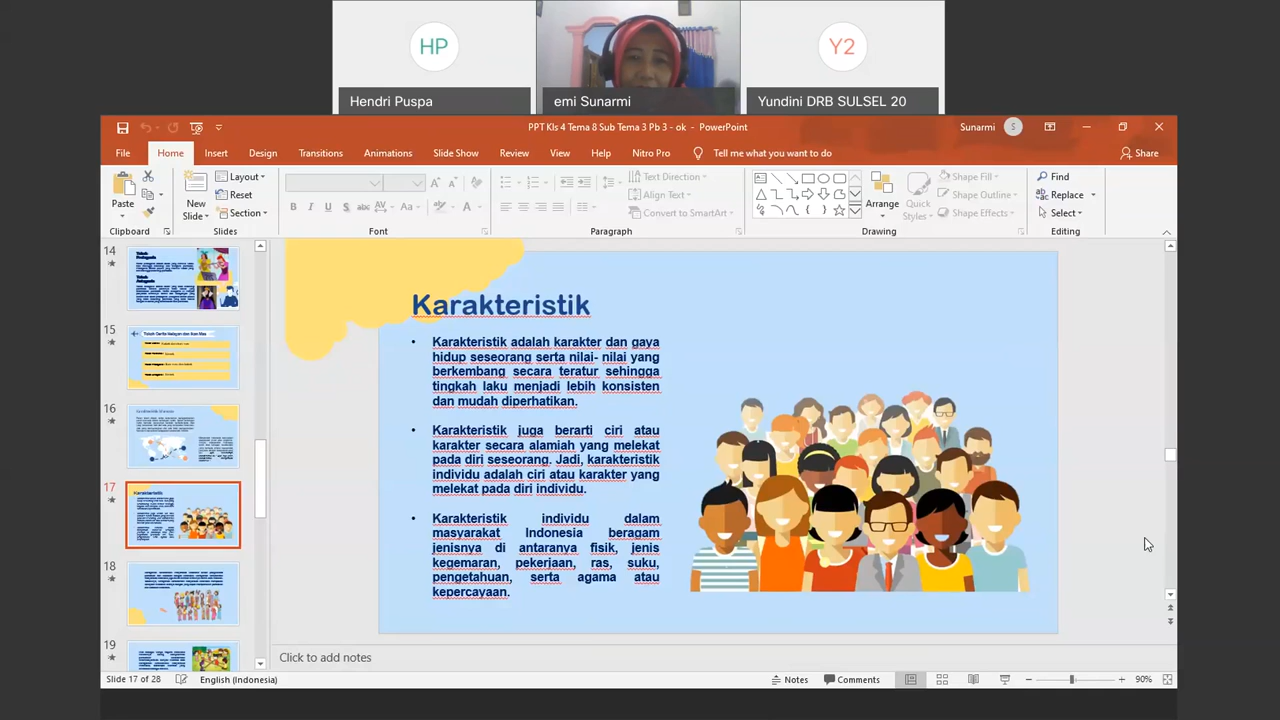 HP
Y2
Hendri Puspa
emi Sunarmi
Yundini DRB SULSEL 20
PPT Kls 4 Tema 8 Sub Tema 3 Pb 3 - ok - PowerPoint
Sunarmi
S
File
Home
Insert
Design
Transitions
Animations
Slide Show
Review
View
Help
Nitro Pro
Tell me what you want to do
Share
Paste
Clipboard
New
Slide
Layout
Reset
Section
Slides
Font
Text Direction
Align Text
Convert to SmartArt
Paragraph
Arrange
Quick
Styles
Shape Fill
Shape Outline
Shape Effects
Drawing
Find
Replace
Select
Editing
14
15
16
17
Karakteristik
18
19
Karakteristik
• Karakteristik adalah karakter dan gaya
hidup seseorang serta nilai- nilai yang
berkembang secara teratur sehingga
tingkah laku menjadi lebih konsisten
dan mudah diperhatikan.
• Karakteristik juga berarti ciri atau
karakter secara alamiah yang melekat
pada diri seseorang. Jadi, karakteristik
individu adalah ciri atau karakter yang
melekat pada diri individu.
• Karakteristik individu dalam
masyarakat Indonesia beragam
jenisnya di antaranya fisik, jenis
kegemaran, pekerjaan, ras, suku,
pengetahuan, serta agama atau
kepercayaan.
Click to add notes
Slide 17 of 28
English (Indonesia)
Notes
Comments
90%